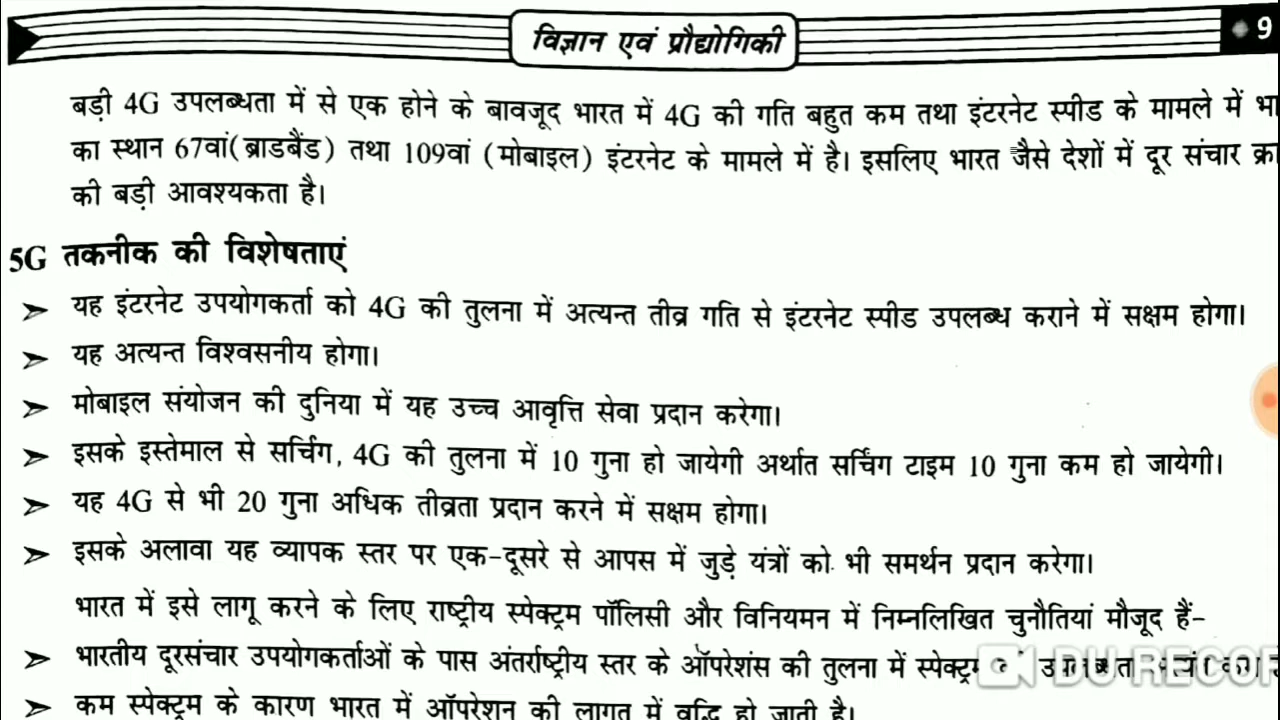 विज्ञान एवं प्रौद्योगिकी
9
बड़ी 4G उपलब्धता में से एक होने के बावजूद भारत में 4G की गति बहुत कम तथा इंटरनेट स्पीड के मामले में
का स्थान 67वां(ब्राडबैंड) तथा 109वां (मोबाइल) इंटरनेट के मामले में है। इसलिए भारत जैसे देशों में दूर संचार
की बड़ी आवश्यकता है।
5G तकनीक की विशेषताएं
➢ यह इंटरनेट उपयोगकर्ता को 4G की तुलना में अत्यन्त तीव्र गति से इंटरनेट स्पीड उपलब्ध कराने में सक्षम होगा।
➢ यह अत्यन्त विश्वसनीय होगा।
➢ मोबाइल संयोजन की दुनिया में यह उच्च आवृत्ति सेवा प्रदान करेगा।
➢ इसके इस्तेमाल से सर्चिंग, 4G की तुलना में 10 गुना हो जायेगी अर्थात सर्चिंग टाइम 10 गुना कम हो जायेगी।
➢ यह 4G से भी 20 गुना अधिक तीव्रता प्रदान करने में सक्षम होगा।
➢ इसके अलावा यह व्यापक स्तर पर एक-दूसरे से आपस में जुड़े यंत्रों को भी समर्थन प्रदान करेगा।
भारत में इसे लागू करने के लिए राष्ट्रीय स्पेक्ट्रम पॉलिसी और विनियमन में निम्नलिखित चुनौतियां मौजूद हैं-
➢ भारतीय दूरसंचार उपयोगकर्ताओं के पास अंतर्राष्ट्रीय स्तर के ऑपरेशंस की तुलना में स्पेक्ट्रम
DU RECOR
➢ कम स्पेक्ट्रम के कारण भारत में ऑपरेशन की लागत में वृद्धि हो जाती है।